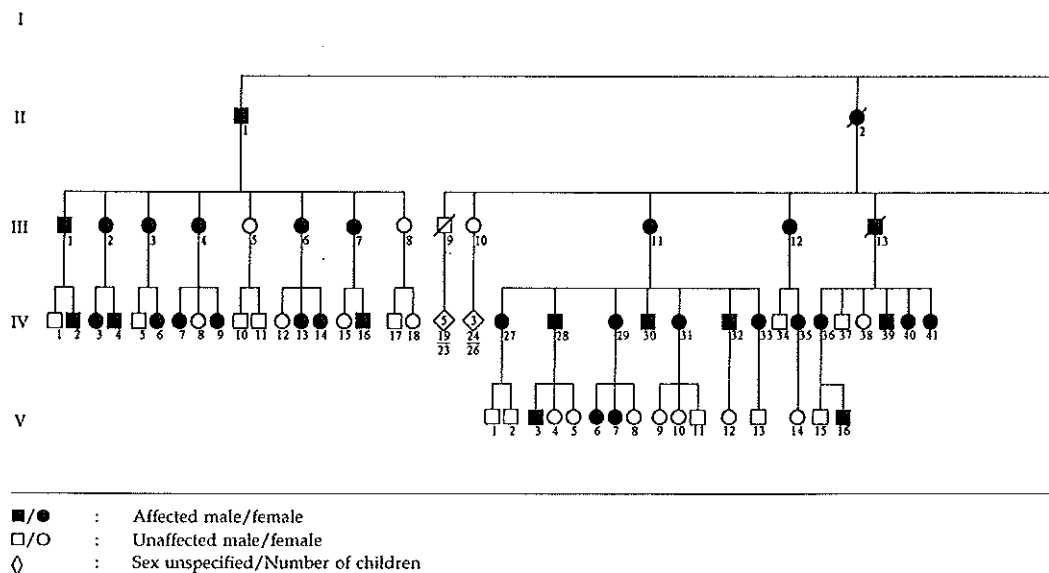 I
II
1 2
III
1 2 3 4 5 6 7 8 9 10 11 12 13
5 3
IV
1 2 3 4 5 6 7 8 9 10 11 12 13 14 15 16 17 18 19 23 24 26 27 28 29 30 31 32 33 34 35 36 37 38 39 40 41
V
1 2 3 4 5 6 7 8 9 10 11 12 13 14 15 16
■/● : Affected male/female
□/○ : Unaffected male/female
◊ : Sex unspecified/Number of children